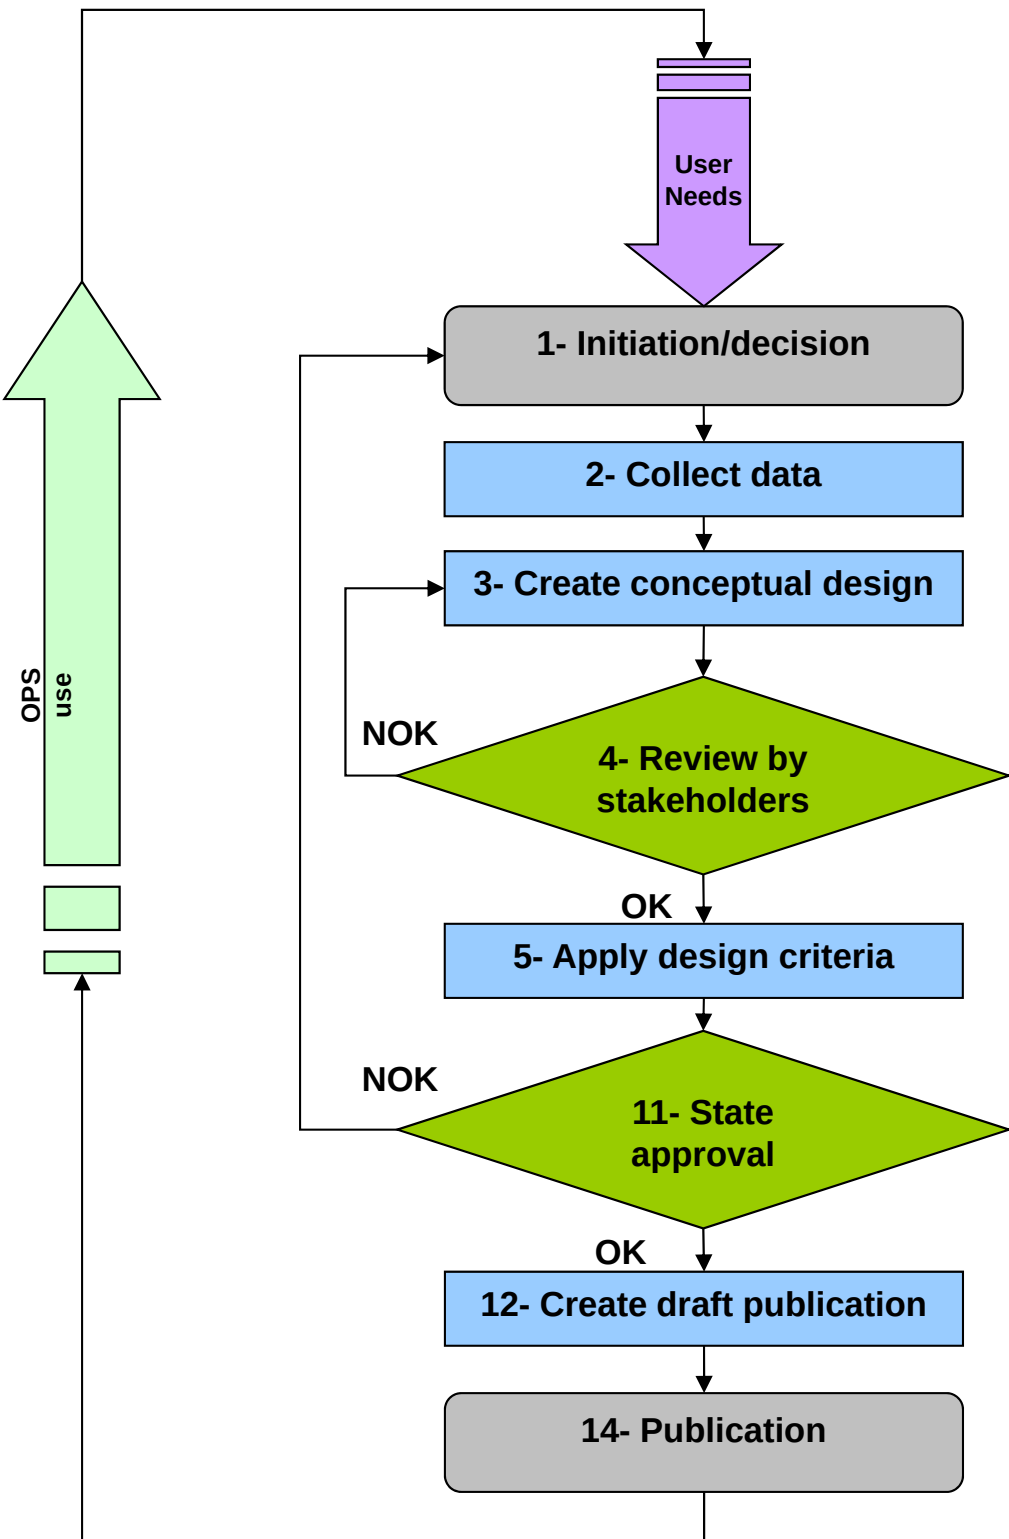 User
Needs
1- Initiation/decision
2- Collect data
3- Create conceptual design
NOK
4- Review by
stakeholders
OK
5- Apply design criteria
NOK
11- State
approval
OK
12- Create draft publication
14- Publication
OPS
use